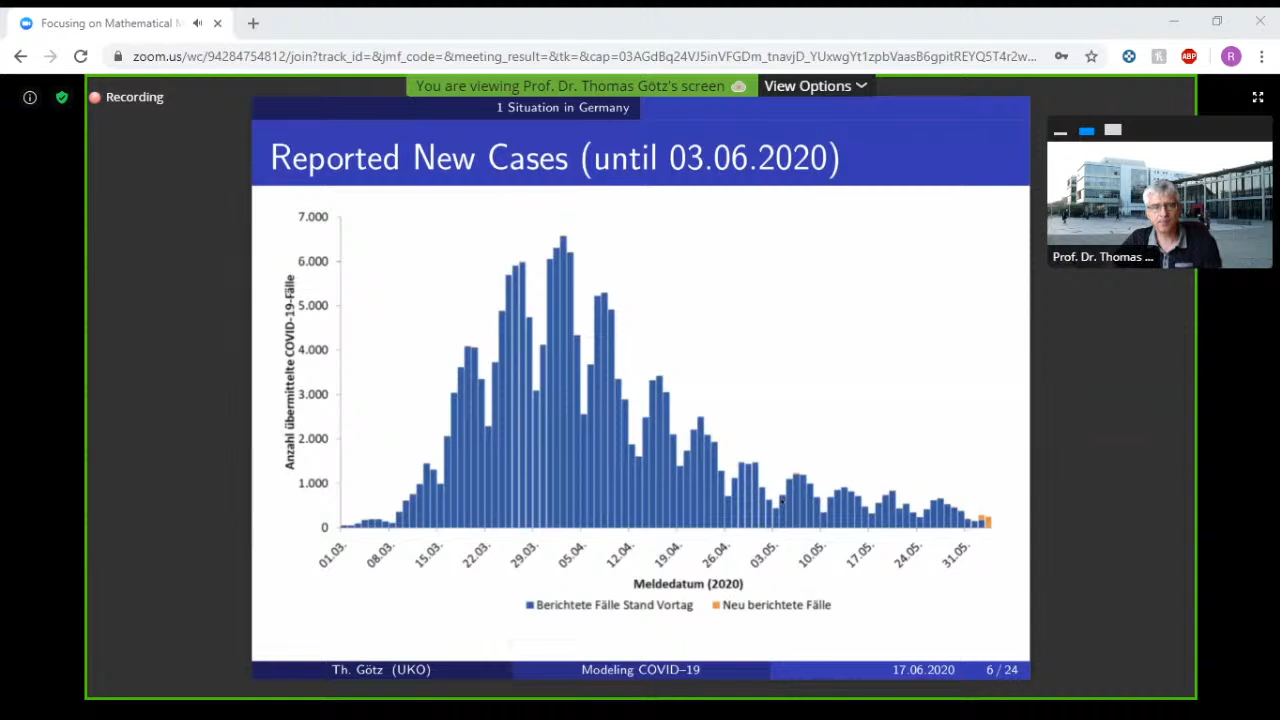 Focusing on Mathematical M
zoom.us/wc/94284754812/join?track_id=&jmf_code=&meeting_result=&tk=&cap=03AGdBq24VJ5inVFGDm_tnavjD_YUxwgYt1zpbVaasB6gpitREYQ5T4r2w...
ABP
R
Recording
You are viewing Prof. Dr. Thomas Götz's screen
View Options
1 Situation in Germany
Reported New Cases (until 03.06.2020)
Prof. Dr. Thomas ...
Anzahl übermittelte COVID-19-Fälle
7.000
6.000
5.000
4.000
3.000
2.000
1.000
0
01.03.
08.03.
15.03.
22.03.
29.03.
05.04.
12.04.
19.04.
26.04.
03.05.
10.05.
17.05.
24.05.
31.05.
Meldedatum (2020)
Berichtete Fälle Stand Vortag
Neu berichtete Fälle
Th. Götz (UKO)
Modeling COVID–19
17.06.2020
6 / 24